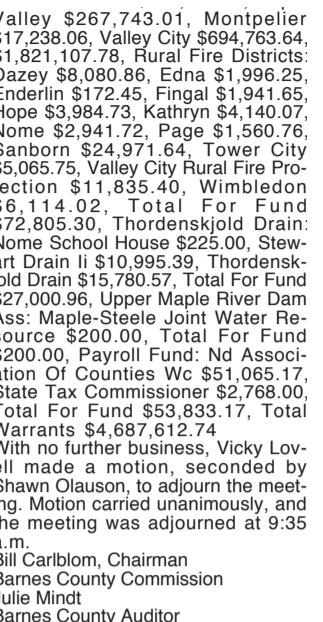 Valley $267,743.01, Montpelier
$17,238.06, Valley City $694,763.64,
$1,821,107.78, Rural Fire Districts:
Dazey $8,080.86, Edna $1,996.25,
Enderlin $172.45, Fingal $1,941.65,
Hope $3,984.73, Kathryn $4,140.07,
Nome $2,941.72, Page $1,560.76,
Sanborn $24,971.64, Tower City
$5,065.75, Valley City Rural Fire Pro-
tection $11,835.40, Wimbledon
$6,114.02, Total For Fund
$72,805.30, Thordenskjold Drain:
Nome School House $225.00, Stew-
art Drain Ii $10,995.39, Thordensk-
jold Drain $15,780.57, Total For Fund
$27,000.96, Upper Maple River Dam
Ass: Maple-Steele Joint Water Re-
source $200.00, Total For Fund
$200.00, Payroll Fund: Nd Associ-
ation Of Counties Wc $51,065.17,
State Tax Commissioner $2,768.00,
Total For Fund $53,833.17, Total
Warrants $4,687,612.74
With no further business, Vicky Lov-
ell made a motion, seconded by
Shawn Olauson, to adjourn the meet-
ing. Motion carried unanimously, and
the meeting was adjourned at 9:35
a.m.
Bill Carlblom, Chairman
Barnes County Commission
Julie Mindt
Barnes County Auditor